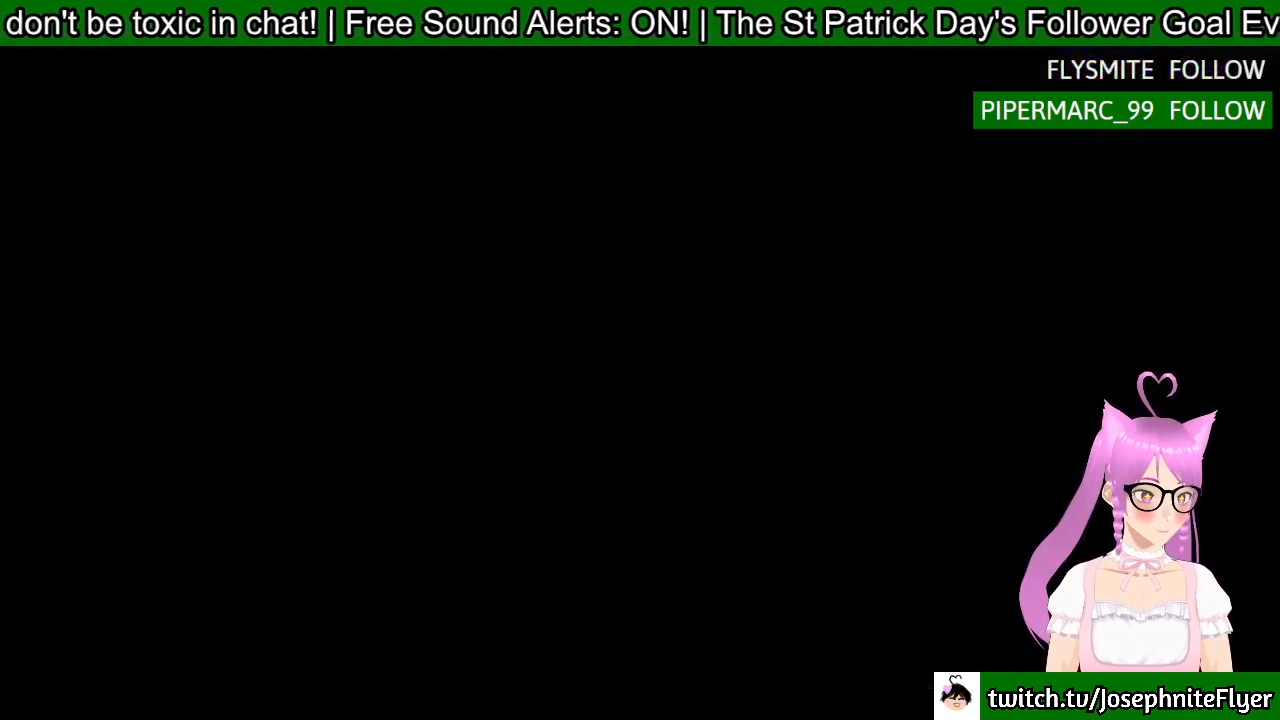 don't be toxic in chat! | Free Sound Alerts: ON! | The St Patrick Day's Follower Goal Ev
FLYSMITE FOLLOW
PIPERMARC_99 FOLLOW
twitch.tv/JosephniteFlyer